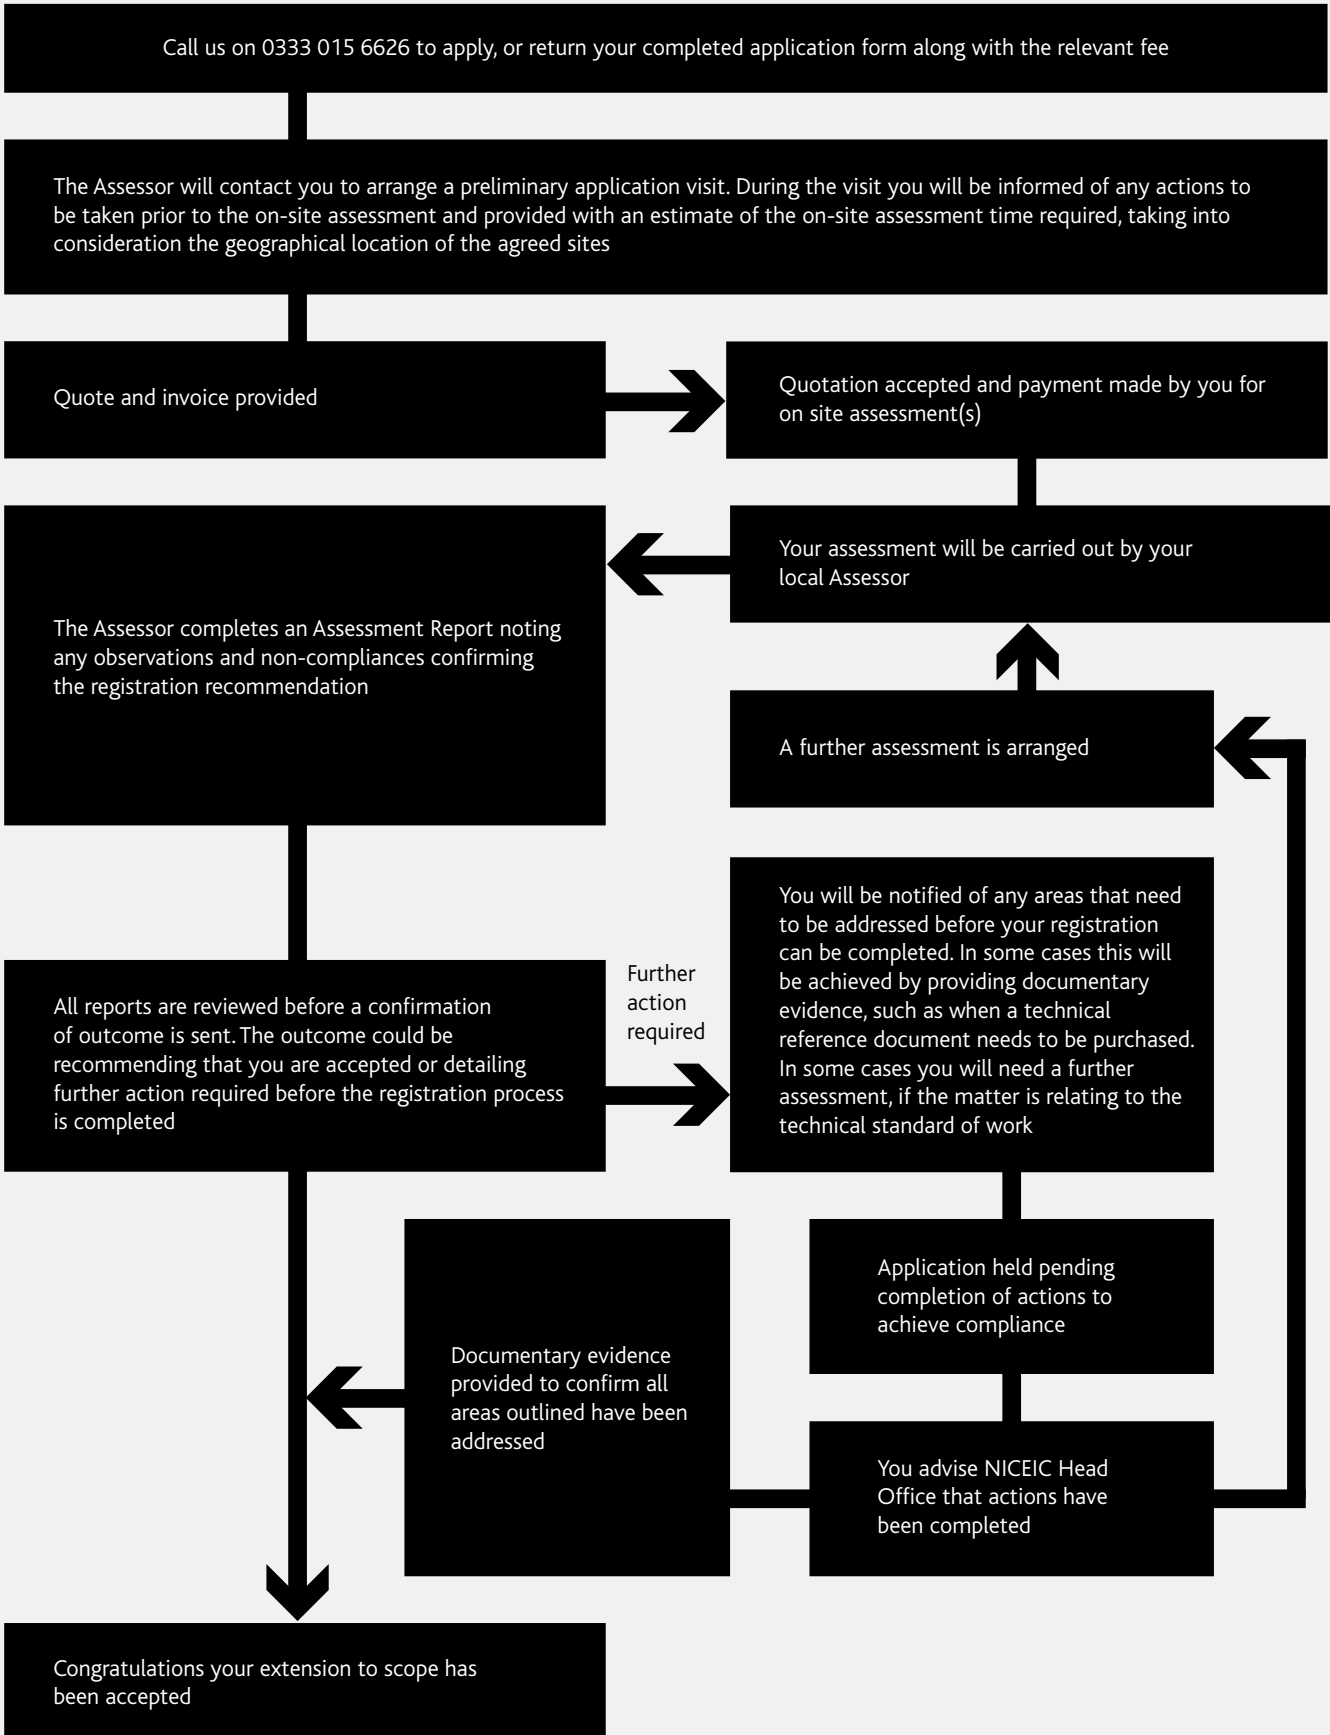 Call us on 0333 015 6626 to apply, or return your completed application form along with the relevant fee
The Assessor will contact you to arrange a preliminary application visit. During the visit you will be informed of any actions to
be taken prior to the on-site assessment and provided with an estimate of the on-site assessment time required, taking into
consideration the geographical location of the agreed sites
Quote and invoice provided
Quotation accepted and payment made by you for
on site assessment(s)
Your assessment will be carried out by your
local Assessor
The Assessor completes an Assessment Report noting
any observations and non-compliances confirming
the registration recommendation
A further assessment is arranged
All reports are reviewed before a confirmation
of outcome is sent. The outcome could be
recommending that you are accepted or detailing
further action required before the registration process
is completed
Further
action
required
You will be notified of any areas that need
to be addressed before your registration
can be completed. In some cases this will
be achieved by providing documentary
evidence, such as when a technical
reference document needs to be purchased.
In some cases you will need a further
assessment, if the matter is relating to the
technical standard of work
Application held pending
completion of actions to
achieve compliance
Documentary evidence
provided to confirm all
areas outlined have been
addressed
You advise NICEIC Head
Office that actions have
been completed
Congratulations your extension to scope has
been accepted